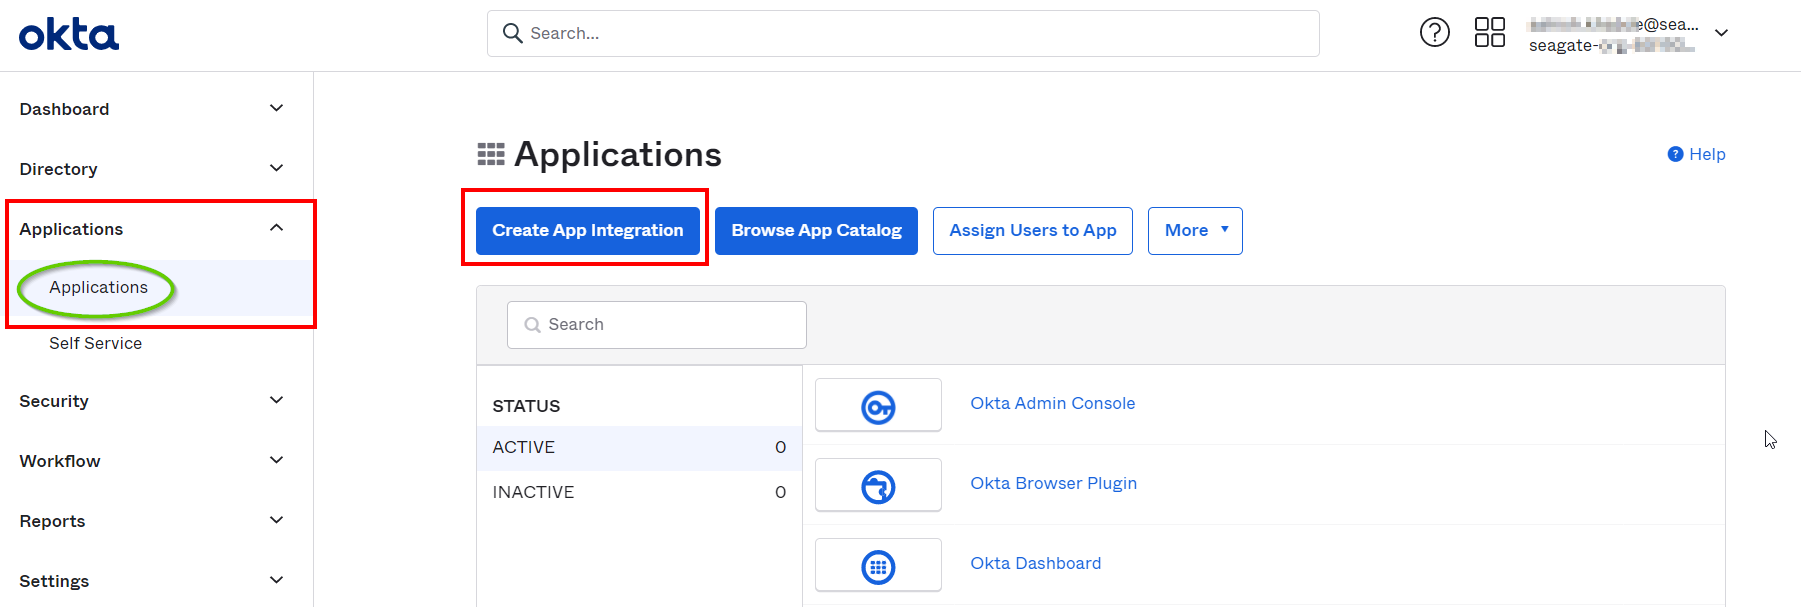 okta
Search...
e@sea...
seagate-
Dashboard
Directory
Applications
Applications
Self Service
Security
Workflow
Reports
Settings
Applications
Help
Create App Integration
Browse App Catalog
Assign Users to App
More
Search
STATUS
ACTIVE 0
INACTIVE 0
Okta Admin Console
Okta Browser Plugin
Okta Dashboard